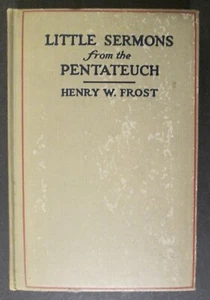 LITTLE SERMONS
from the
PENTATEUCH
HENRY W. FROST